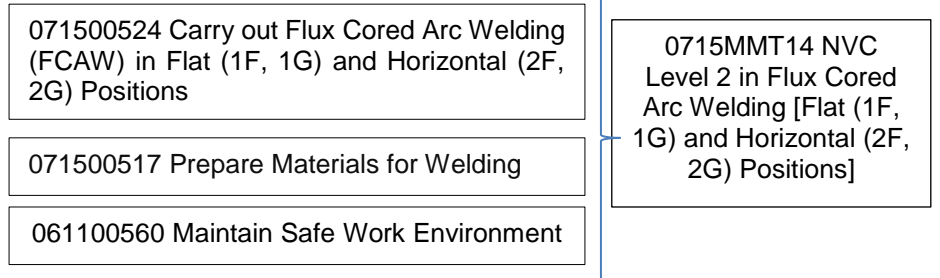 071500524 Carry out Flux Cored Arc Welding
(FCAW) in Flat (1F, 1G) and Horizontal (2F,
2G) Positions
071500517 Prepare Materials for Welding
061100560 Maintain Safe Work Environment
0715MMT14 NVC
Level 2 in Flux Cored
Arc Welding [Flat (1F,
1G) and Horizontal (2F,
2G) Positions]